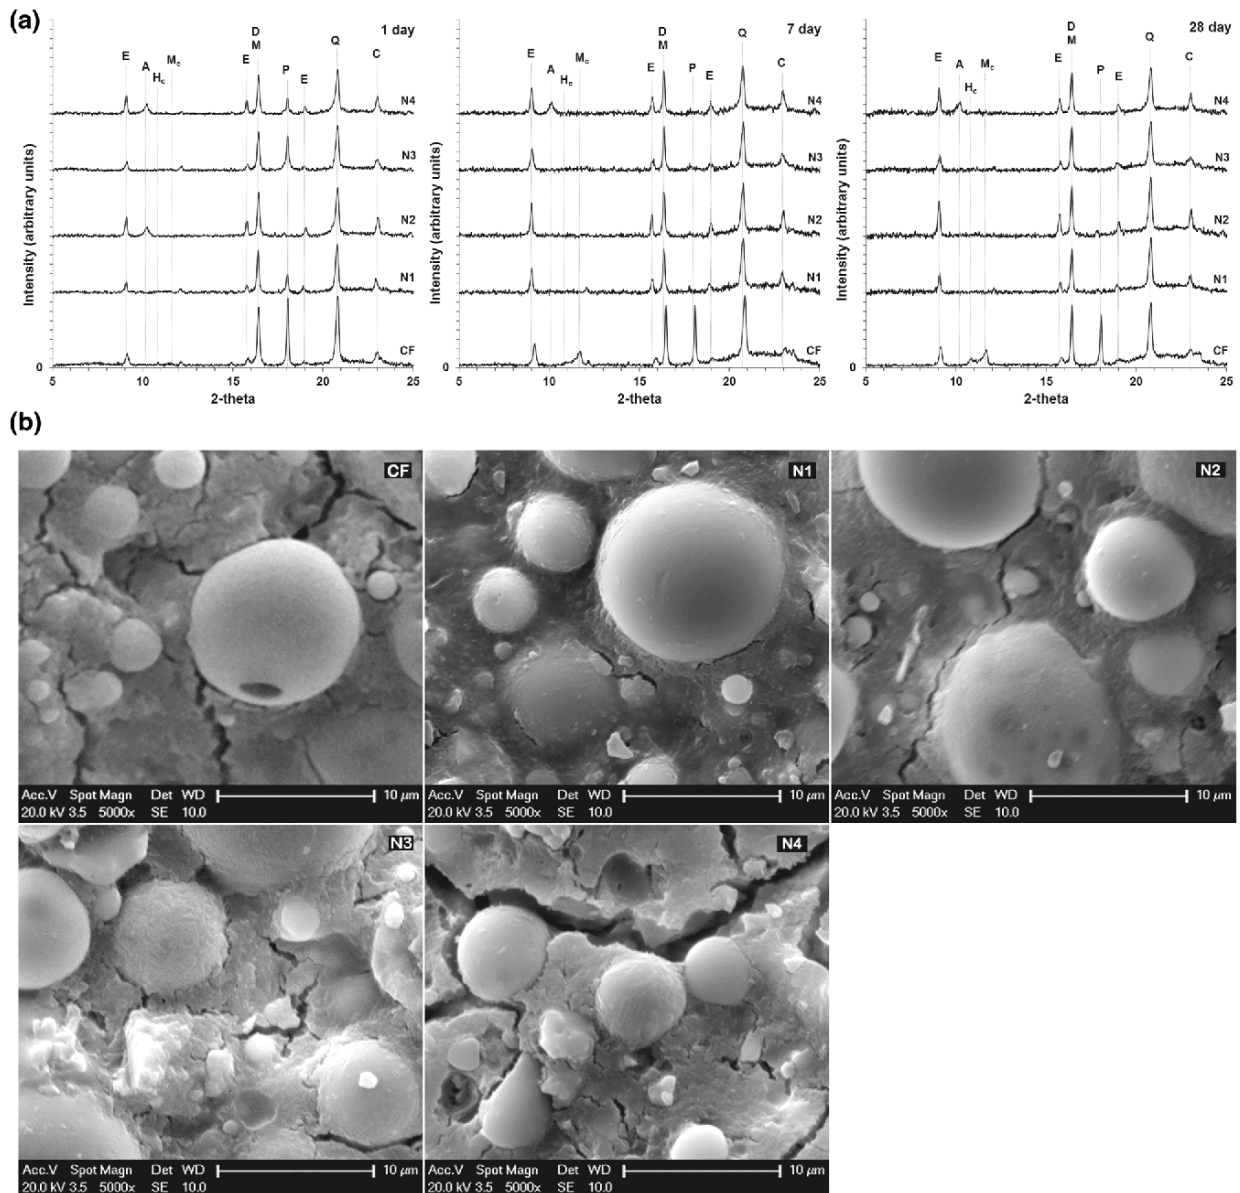 (a)
1 day
E
A
Hc
Mc
E
D
M
P
E
Q
C
N4
N3
N2
N1
CF
0
Intensity (arbitrary units)
5 10 15 20 25
2-theta
7 day
E
A
Hc
Mc
E
D
M
P
E
Q
C
N4
N3
N2
N1
CF
0
Intensity (arbitrary units)
5 10 15 20 25
2-theta
28 day
E
A
Hc
Mc
E
D
M
P
E
Q
C
N4
N3
N2
N1
CF
0
Intensity (arbitrary units)
5 10 15 20 25
2-theta
(b)
CF
Acc.V Spot Magn Det WD 10 μm
20.0 kV 3.5 5000x SE 10.0
N1
Acc.V Spot Magn Det WD 10 μm
20.0 kV 3.5 5000x SE 10.0
N2
Acc.V Spot Magn Det WD 10 μm
20.0 kV 3.5 5000x SE 10.0
N3
Acc.V Spot Magn Det WD 10 μm
20.0 kV 3.5 5000x SE 10.0
N4
Acc.V Spot Magn Det WD 10 μm
20.0 kV 3.5 5000x SE 10.0